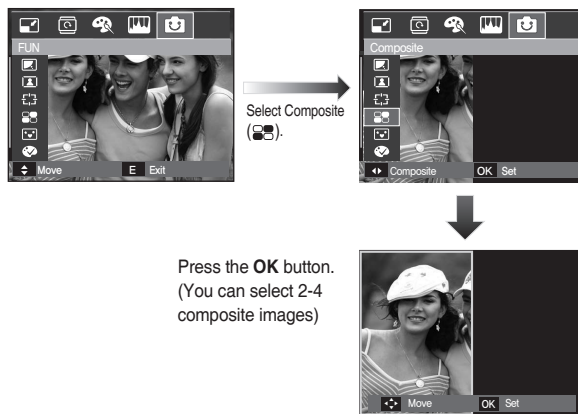 FUN
Move E Exit
Select Composite
( ).
Composite
Composite OK Set
Press the OK button.
(You can select 2-4
composite images)
Move OK Set